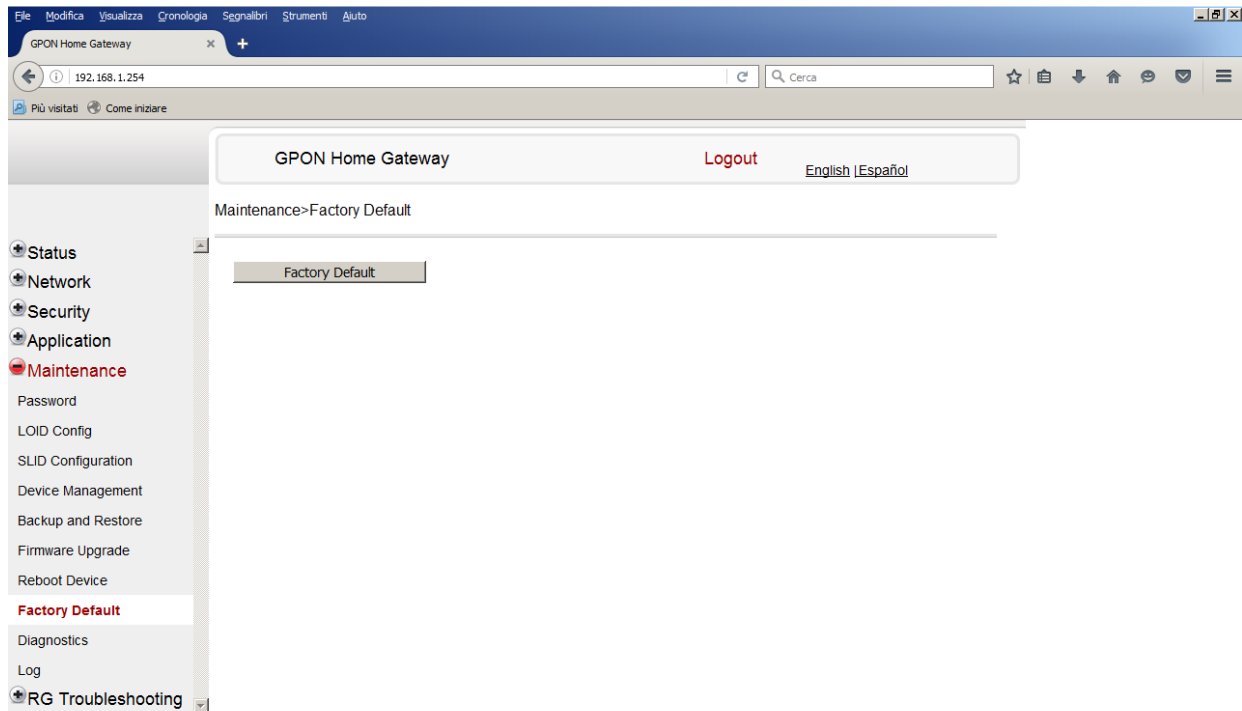 File Modifica Visualizza Cronologia Segnalibri Strumenti Aiuto
GPON Home Gateway
192.168.1.254
Cerca
Più visitati Come iniziare
GPON Home Gateway
Logout
English | Español
Maintenance>Factory Default
Factory Default
Status
Network
Security
Application
Maintenance
Password
LOID Config
SLID Configuration
Device Management
Backup and Restore
Firmware Upgrade
Reboot Device
Factory Default
Diagnostics
Log
RG Troubleshooting